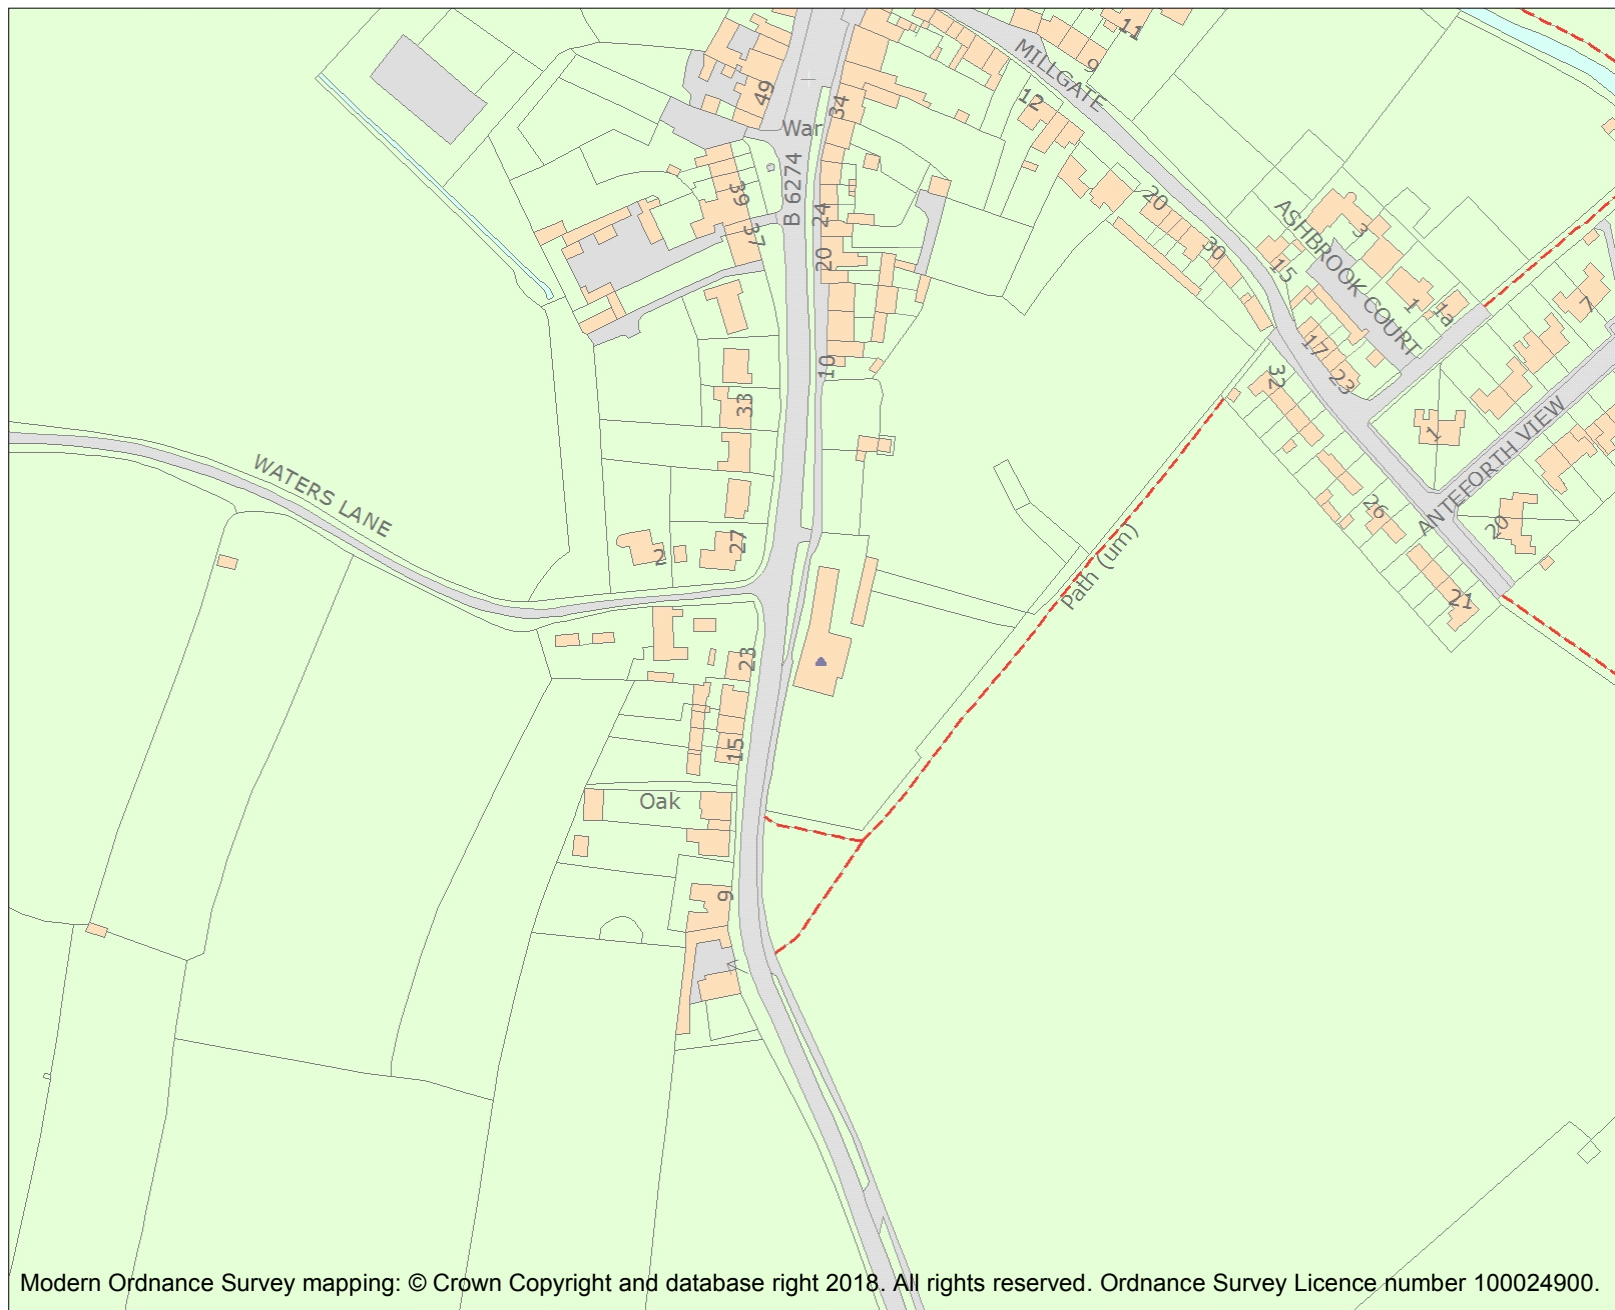 11
MILLGATE
9
49
12
34
War
B 6274
39
24
20
ASHBROOK COURT
3
37
30
15
20
1
1a
7
17
10
23
32
33
1
ANTEFORTH VIEW
WATERS LANE
26
20
27
2
Path (um)
21
23
15
Oak
9
Modern Ordnance Survey mapping: © Crown Copyright and database right 2018. All rights reserved. Ordnance Survey Licence number 100024900.